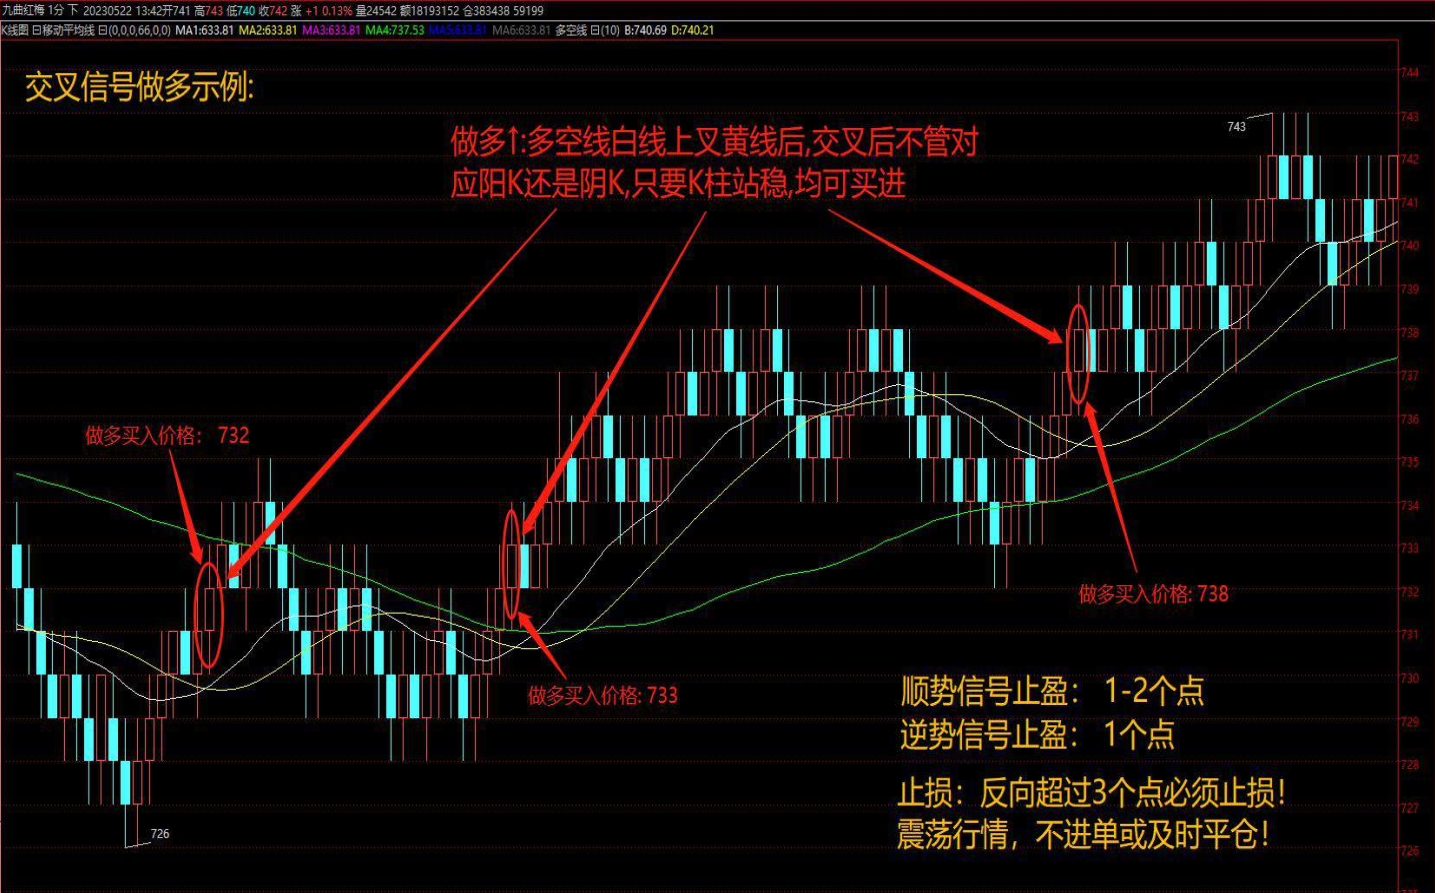 九曲红梅 1分 下 20230522 13:42开741 高743 低740 收742 涨 +1 0.13% 量24542 额18193152 仓383438 59199
K线图 曰移动平均线 曰(0,0,0,66,0,0) MA1:633.81 MA2:633.81 MA3:633.81 MA4:737.53 MA5:633.81 MA6:633.81 多空线 曰(10) B:740.69 D:740.21
交叉信号做多示例:
744
743
743
做多↑:多空线白线上叉黄线后,交叉后不管对
应阳K还是阴K,只要K柱站稳,均可买进
742
741
740
739
738
737
736
做多买入价格: 732
735
734
733
做多买入价格: 738
732
731
730
做多买入价格: 733
顺势信号止盈: 1-2个点
729
逆势信号止盈: 1个点
728
止损: 反向超过3个点必须止损!
727
726
震荡行情, 不进单或及时平仓!
726